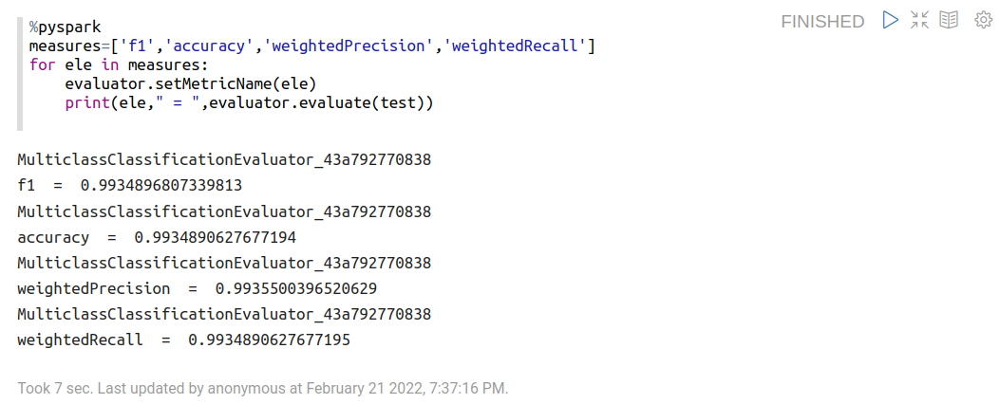 FINISHED
%pyspark
measures=['f1','accuracy','weightedPrecision','weightedRecall']
for ele in measures:
    evaluator.setMetricName(ele)
    print(ele," = ",evaluator.evaluate(test))
MulticlassClassificationEvaluator_43a792770838
f1  =  0.9934896807339813
MulticlassClassificationEvaluator_43a792770838
accuracy  =  0.9934890627677194
MulticlassClassificationEvaluator_43a792770838
weightedPrecision  =  0.9935500396520629
MulticlassClassificationEvaluator_43a792770838
weightedRecall  =  0.9934890627677195
Took 7 sec. Last updated by anonymous at February 21 2022, 7:37:16 PM.